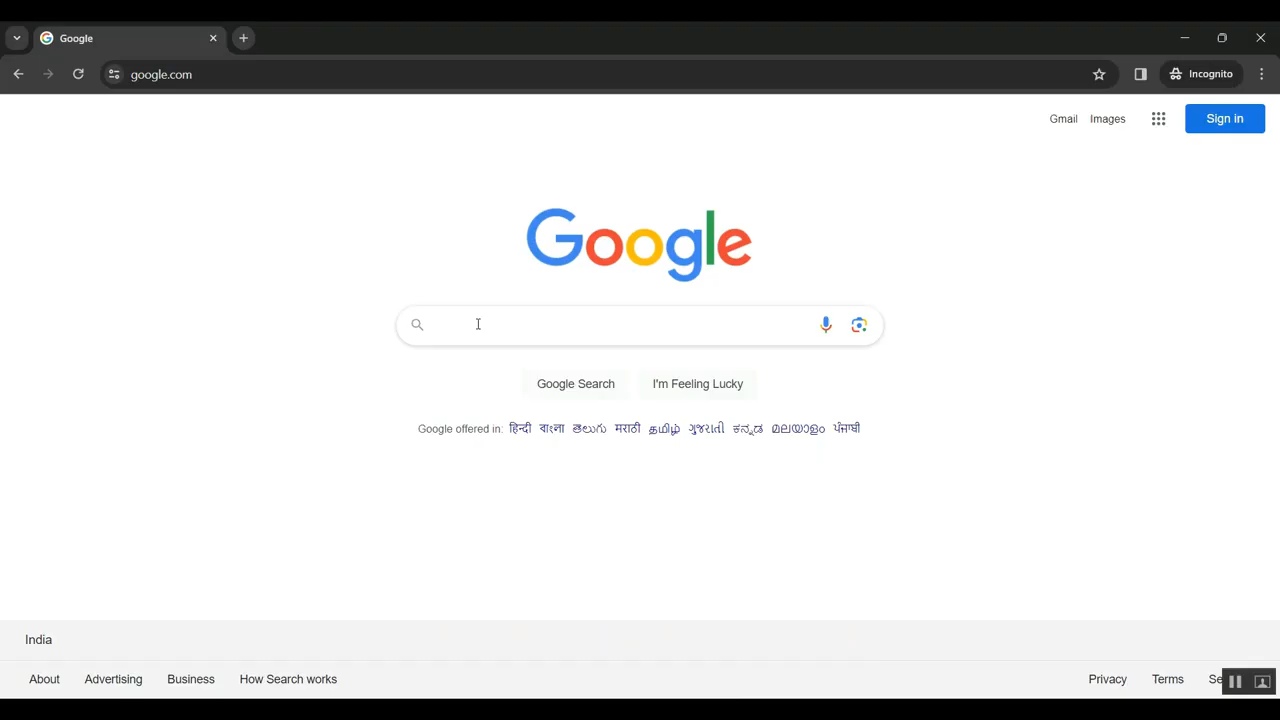 Google
google.com
Incognito
Gmail Images Sign in
Google
Google Search I'm Feeling Lucky
Google offered in: हिन्दी বাংলা తెలుగు मराठी தமிழ் ગુજરાતી ಕನ್ನಡ മലയാളം ਪੰਜਾਬੀ
India
About Advertising Business How Search works Privacy Terms